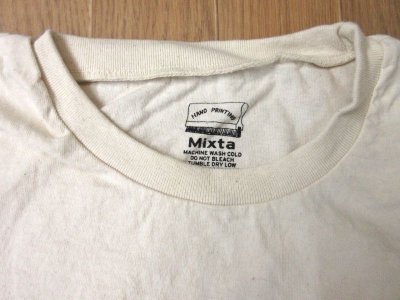 HAND PRINTING
Mixta
MACHINE WASH COLD
DO NOT BLEACH
TUMBLE DRY LOW